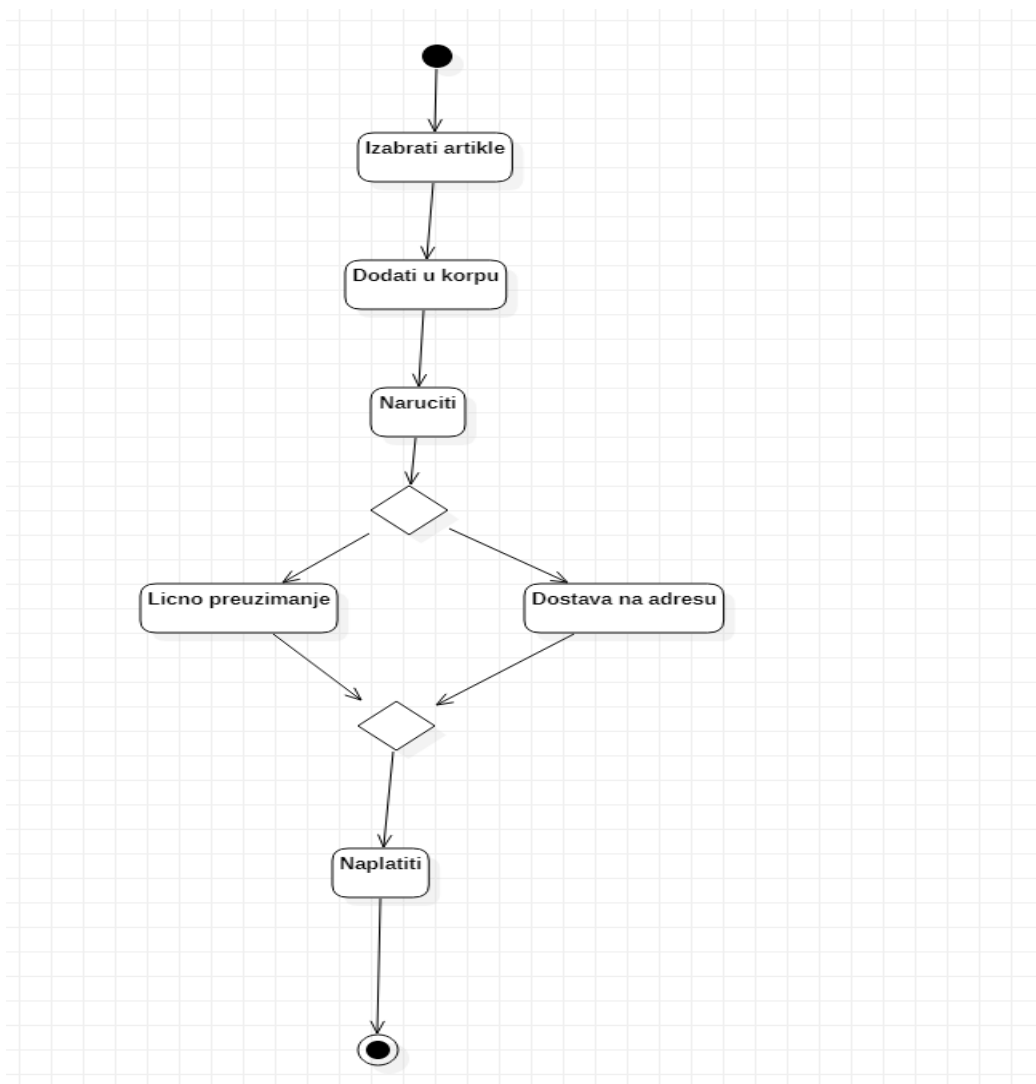 Izabrati artikle
Dodati u korpu
Naruciti
Licno preuzimanje
Dostava na adresu
Naplatiti